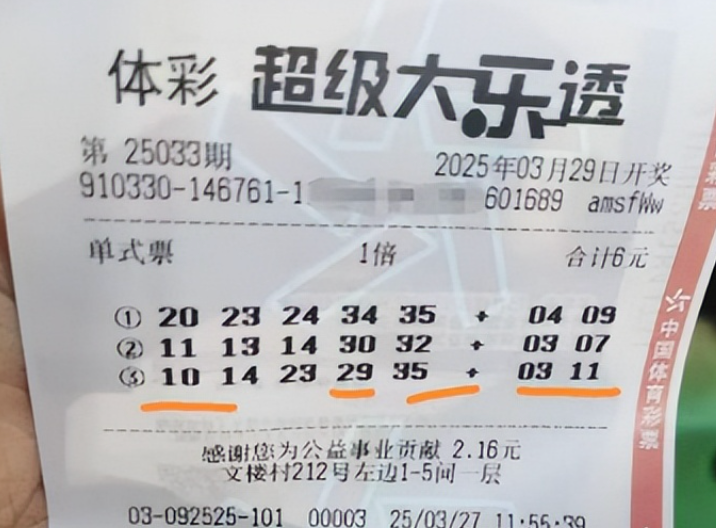 体彩 超级大乐透
第 25033期
2025年03月29日开奖
910330-146761-1 601689 amsfWw
单式票 1倍 合计6元
① 20 23 24 34 35 + 04 09
② 11 13 14 30 32 + 03 07
③ 10 14 23 29 35 + 03 11
感谢您为公益事业贡献 2.16元
文楼村212号左边1-5间一层
03-092525-101 00003 25/03/27 11:55:39
中国体育彩票